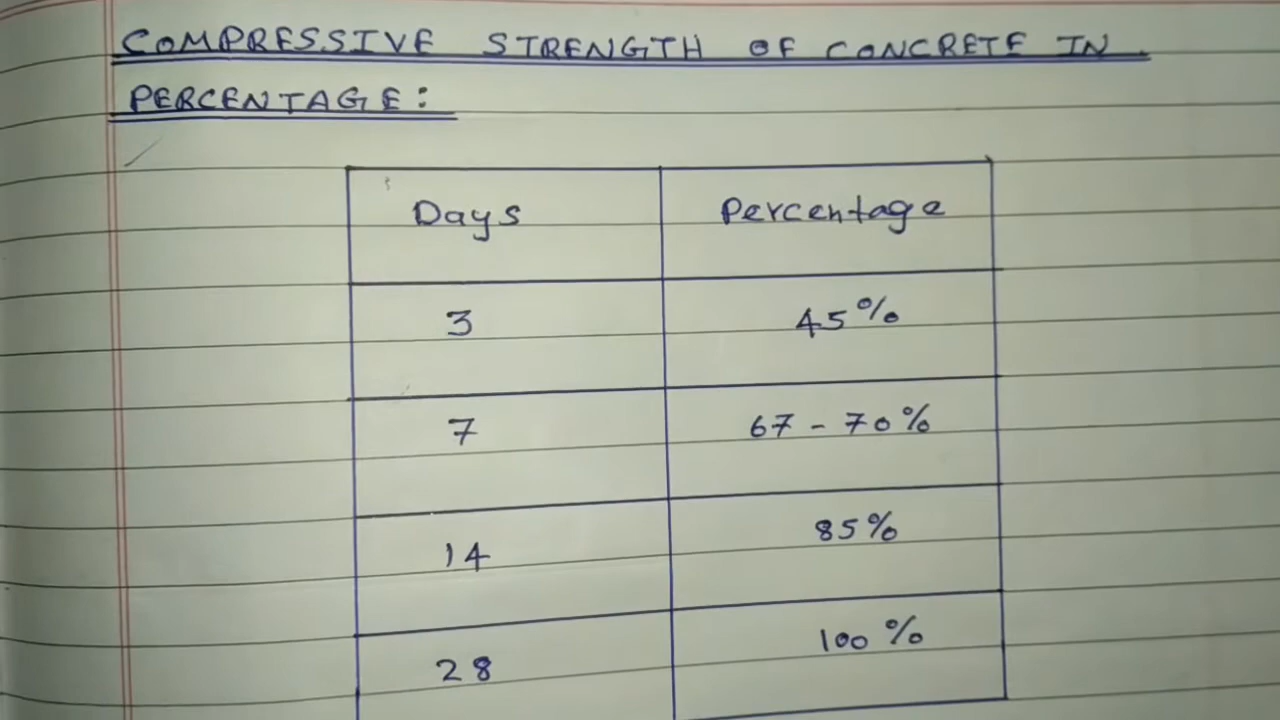 COMPRESSIVE STRENGTH OF CONCRETE IN
PERCENTAGE:
Days Percentage
3 45%
7 67 - 70%
14 85%
28 100%